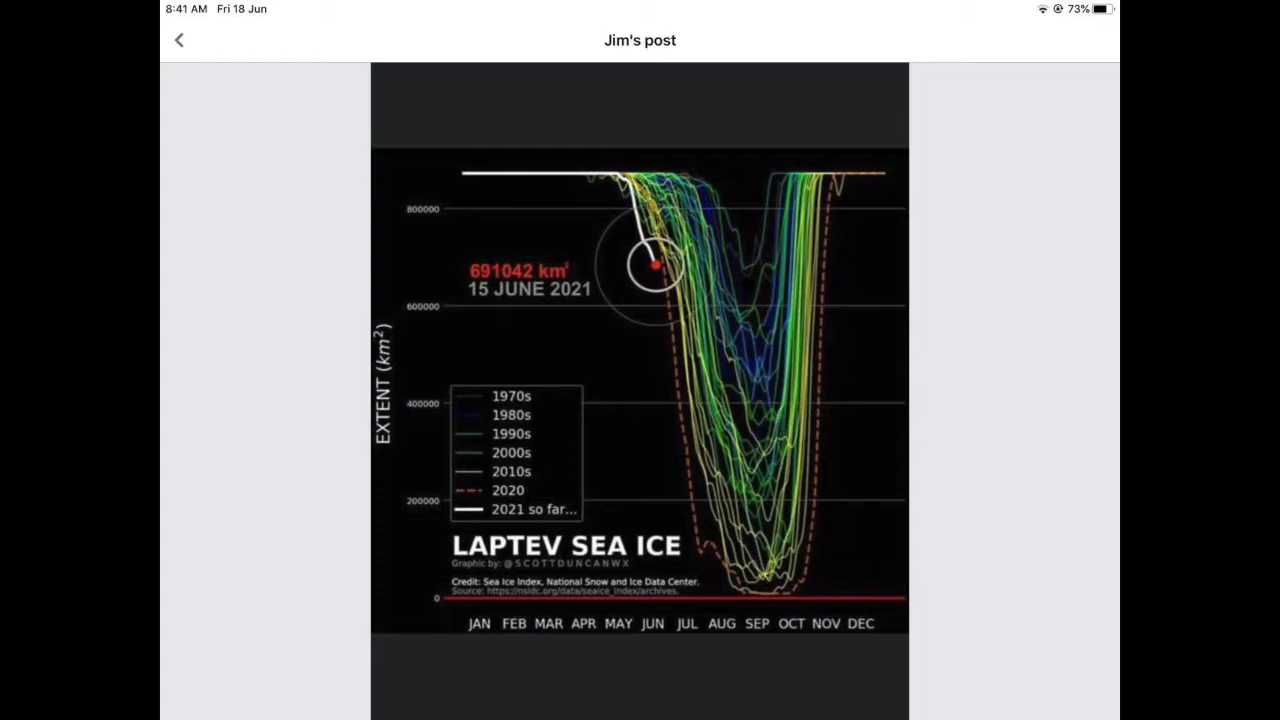 8:41 AM Fri 18 Jun
73%
Jim's post
800000
691042 km²
15 JUNE 2021
600000
EXTENT (km²)
400000
1970s
1980s
1990s
2000s
2010s
2020
2021 so far...
200000
LAPTEV SEA ICE
Graphic by: @SCOTTDUNCANWX
Credit: Sea Ice Index, National Snow and Ice Data Center.
Source: https://nsidc.org/data/seaice_index/archives.
0
JAN FEB MAR APR MAY JUN JUL AUG SEP OCT NOV DEC